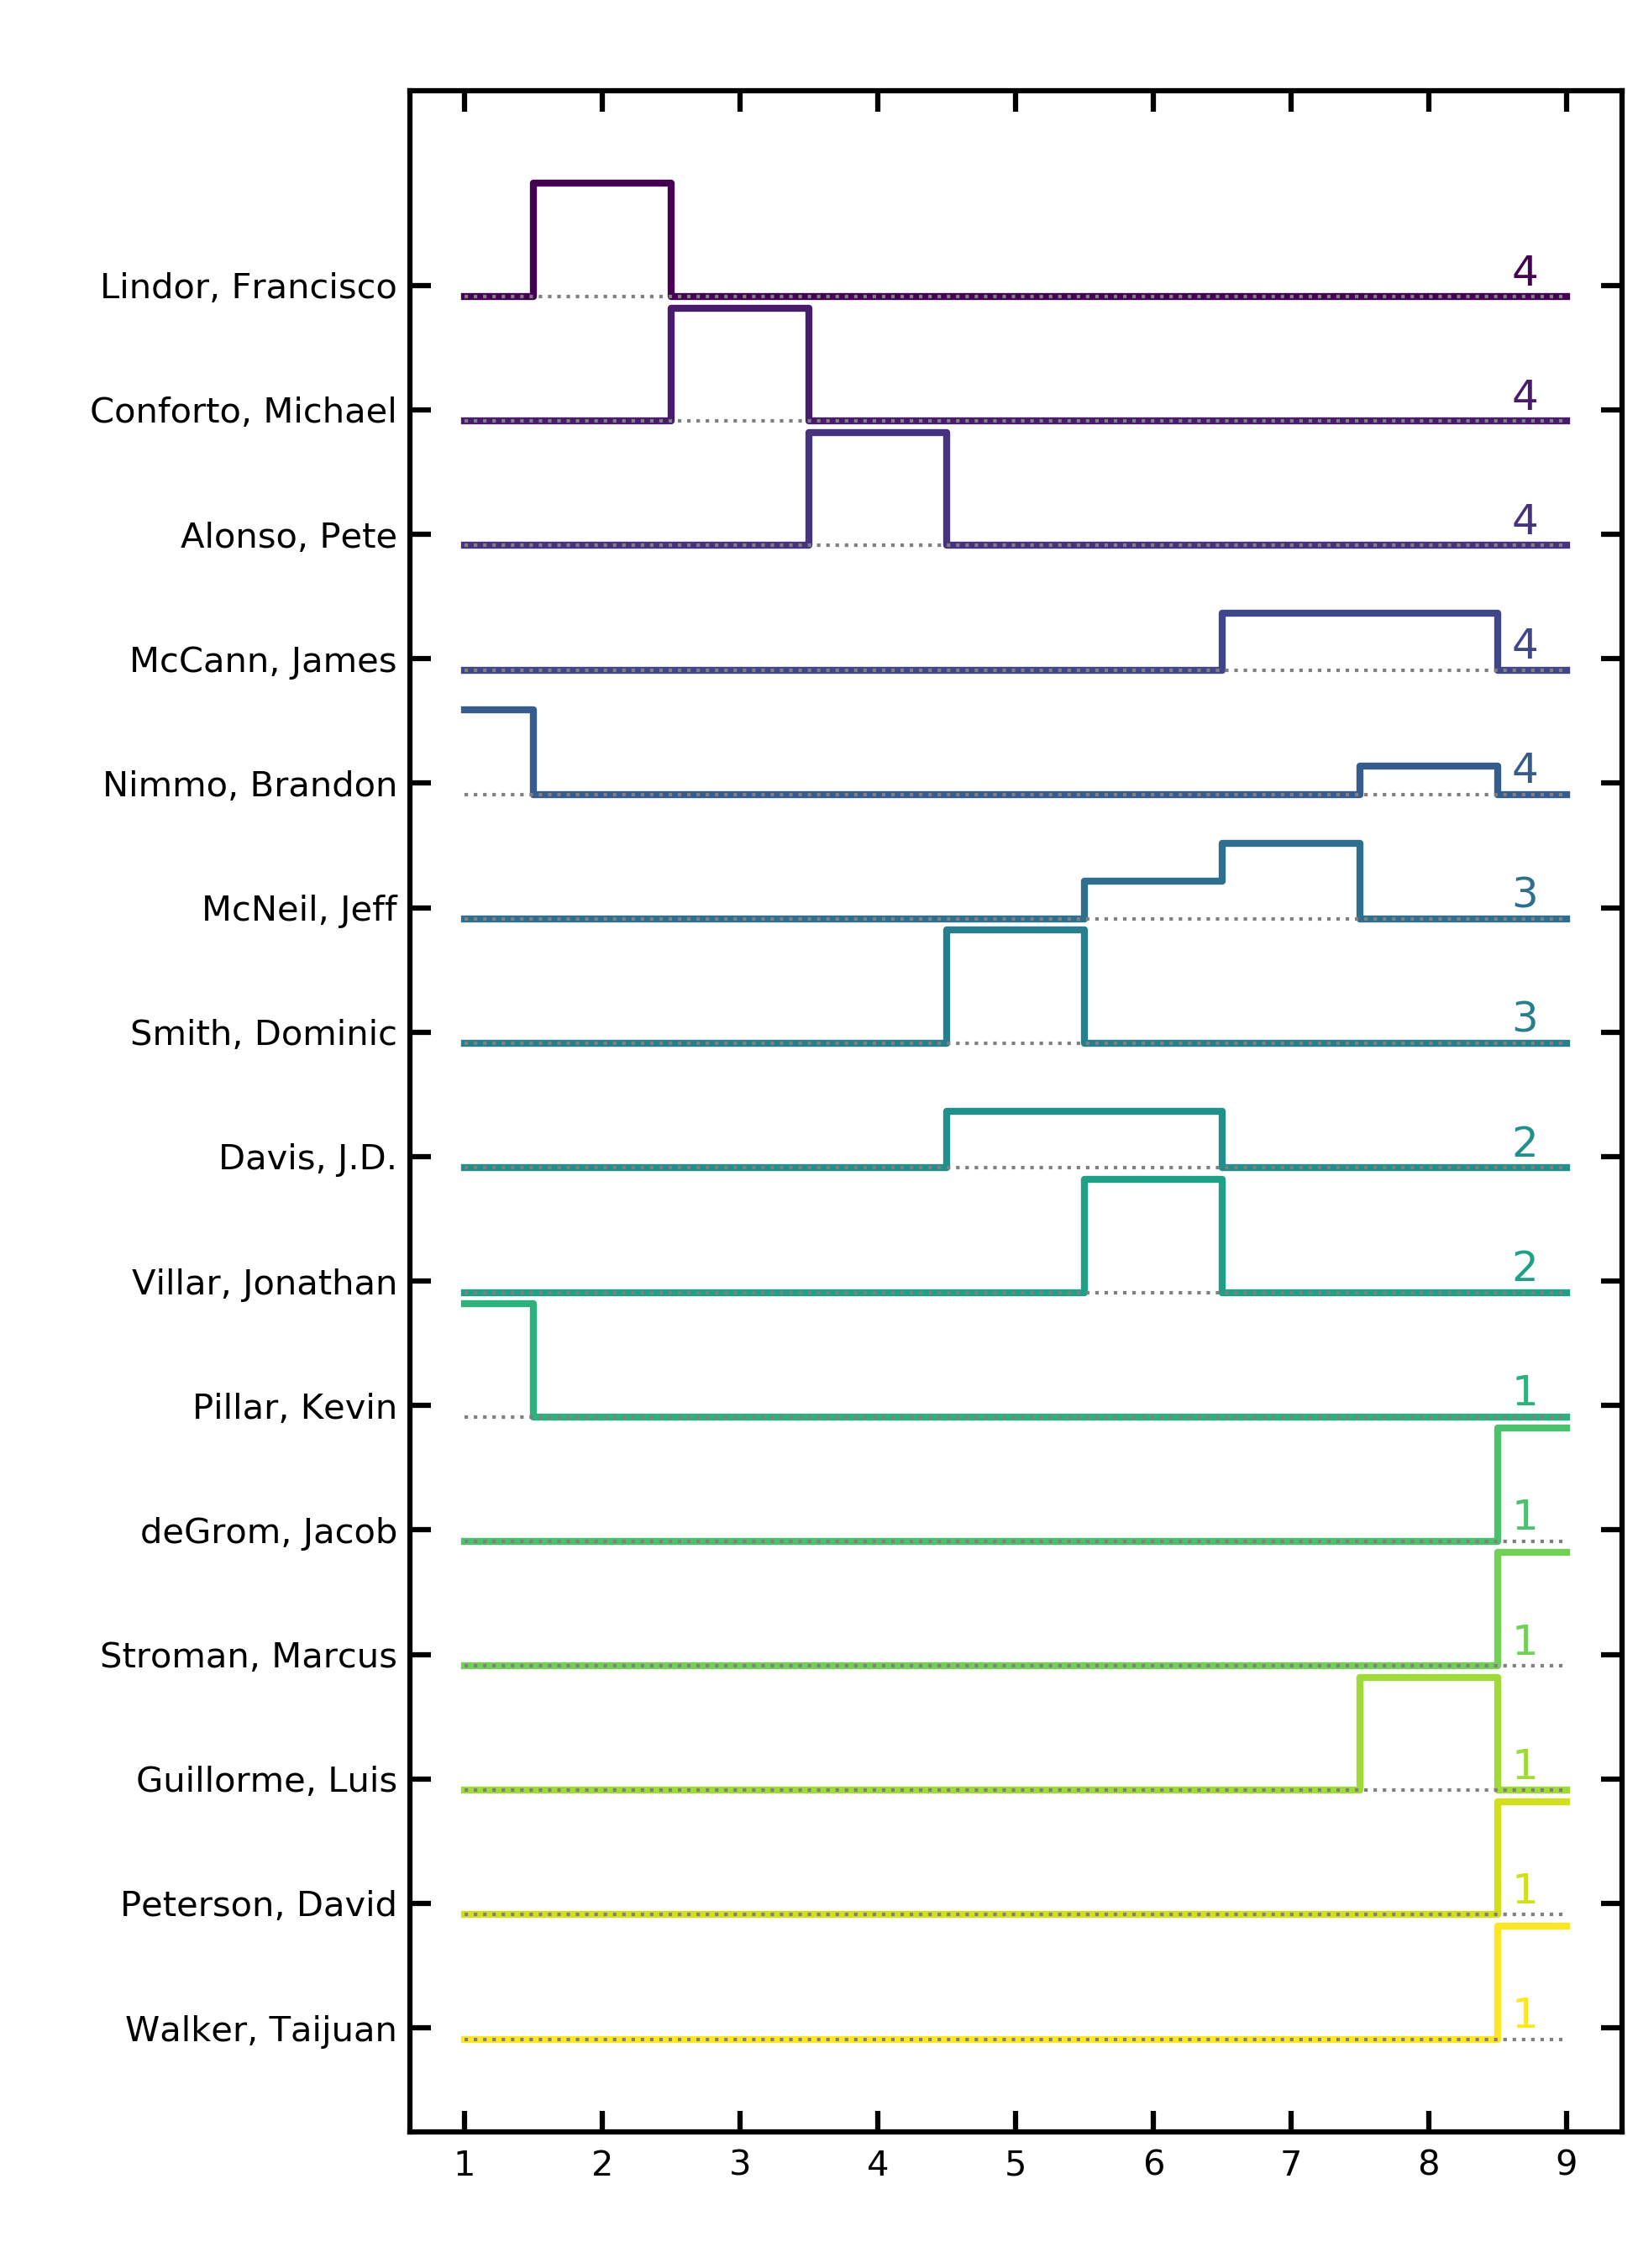 Lindor, Francisco 4
Conforto, Michael 4
Alonso, Pete 4
McCann, James 4
Nimmo, Brandon 4
McNeil, Jeff 3
Smith, Dominic 3
Davis, J.D. 2
Villar, Jonathan 2
Pillar, Kevin 1
deGrom, Jacob 1
Stroman, Marcus 1
Guillorme, Luis 1
Peterson, David 1
Walker, Taijuan 1
1 2 3 4 5 6 7 8 9